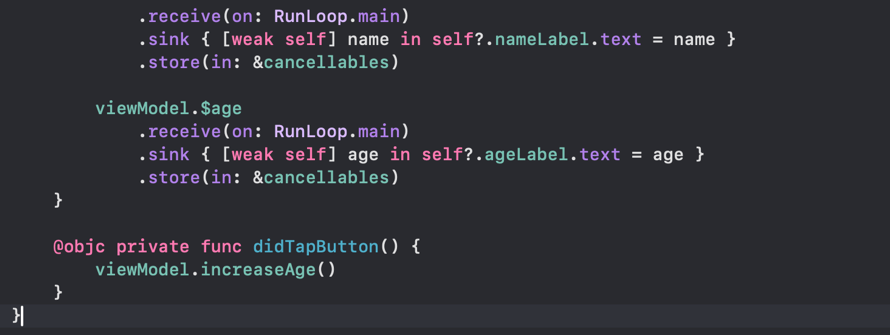 .receive(on: RunLoop.main)
.sink { [weak self] name in self?.nameLabel.text = name }
.store(in: &cancellables)
viewModel.$age
.receive(on: RunLoop.main)
.sink { [weak self] age in self?.ageLabel.text = age }
.store(in: &cancellables)
}
@objc private func didTapButton() {
viewModel.increaseAge()
}
}